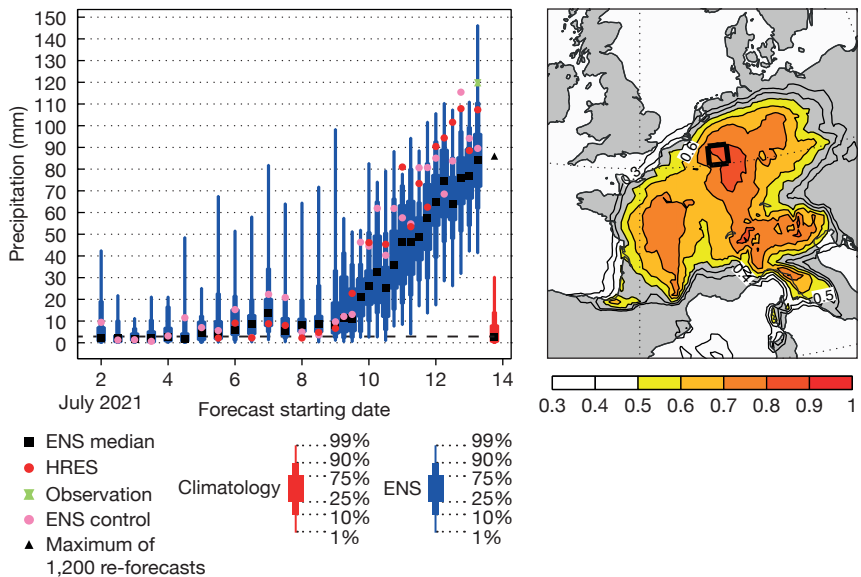 150
140
130
120
110
100
90
80
70
60
50
40
30
20
10
0
Precipitation (mm)
2 4 6 8 10 12 14
July 2021 Forecast starting date
ENS median
HRES
Observation
ENS control
Maximum of
1,200 re-forecasts
Climatology
99%
90%
75%
25%
10%
1%
ENS
99%
90%
75%
25%
10%
1%
0.6
0.5
0.3 0.4 0.5 0.6 0.7 0.8 0.9 1